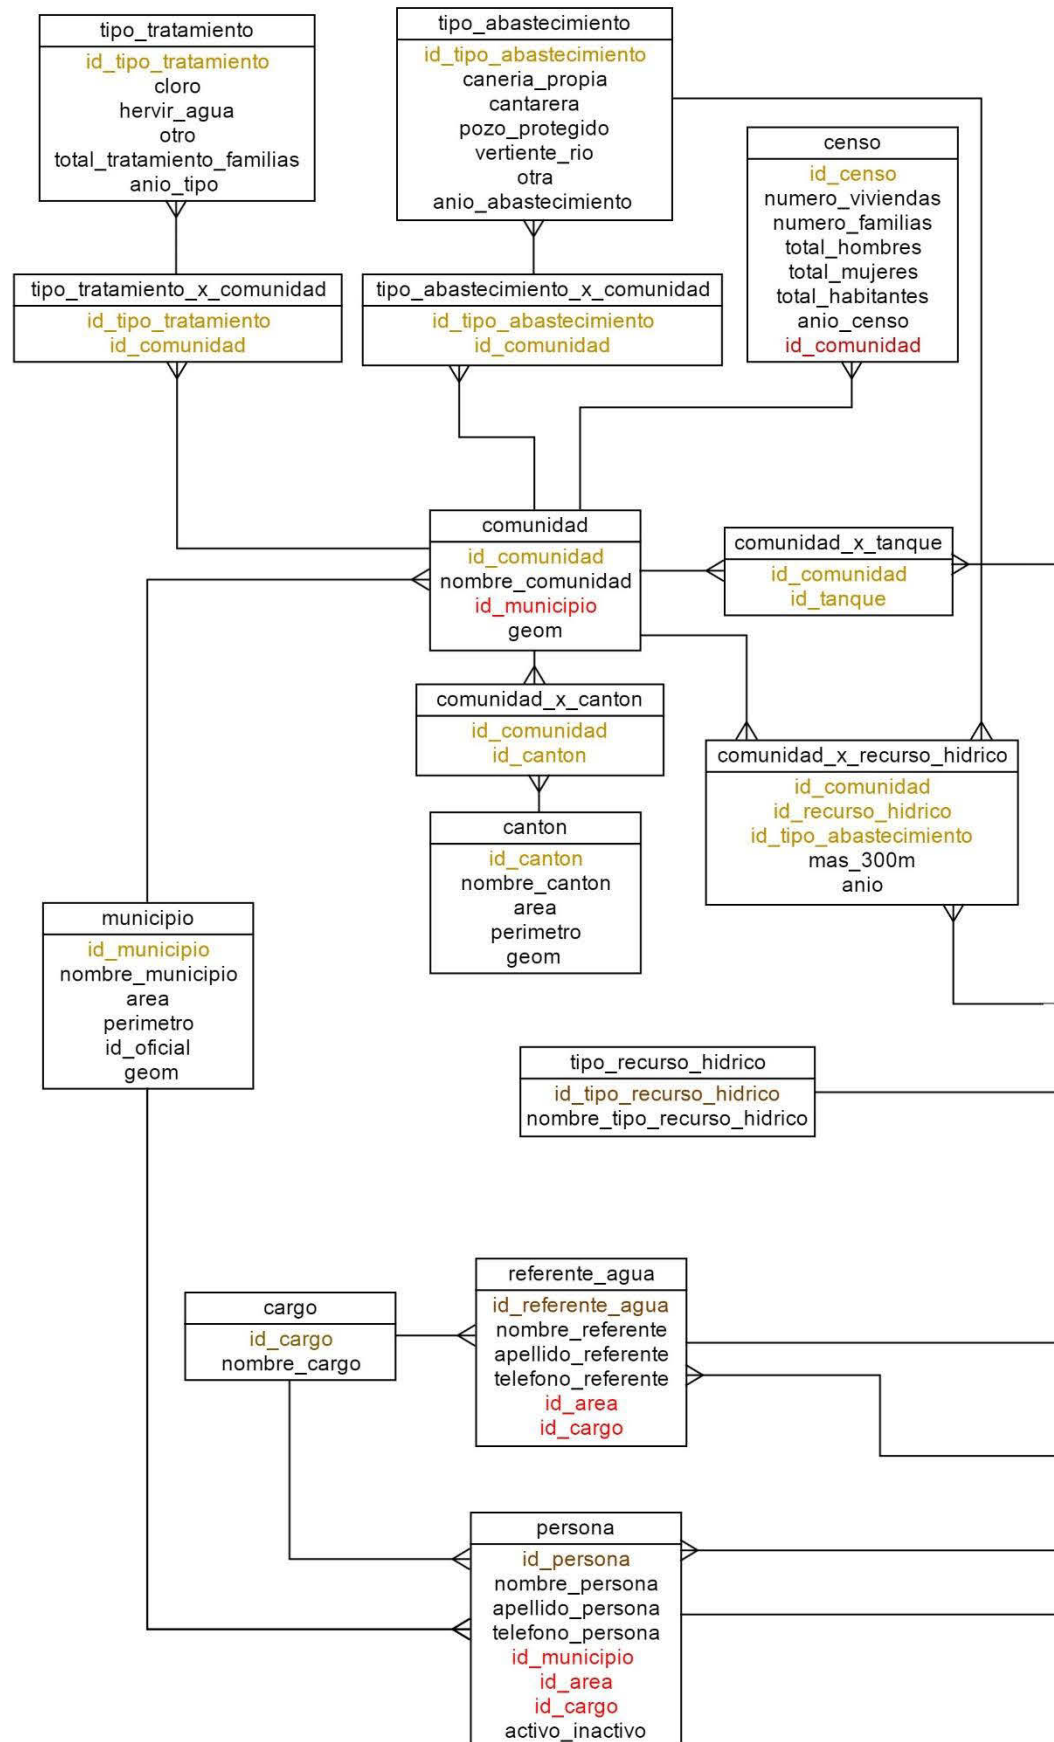 tipo_tratamiento
id_tipo_tratamiento
cloro
hervir_agua
otro
total_tratamiento_familias
anio_tipo
tipo_abastecimiento
id_tipo_abastecimiento
caneria_propia
cantarera
pozo_protegido
vertiente_rio
otra
anio_abastecimiento
censo
id_censo
numero_viviendas
numero_familias
total_hombres
total_mujeres
total_habitantes
anio_censo
id_comunidad
tipo_tratamiento_x_comunidad
id_tipo_tratamiento
id_comunidad
tipo_abastecimiento_x_comunidad
id_tipo_abastecimiento
id_comunidad
comunidad
id_comunidad
nombre_comunidad
id_municipio
geom
comunidad_x_tanque
id_comunidad
id_tanque
comunidad_x_canton
id_comunidad
id_canton
comunidad_x_recurso_hidrico
id_comunidad
id_recurso_hidrico
id_tipo_abastecimiento
mas_300m
anio
canton
id_canton
nombre_canton
area
perimetro
geom
municipio
id_municipio
nombre_municipio
area
perimetro
id_oficial
geom
tipo_recurso_hidrico
id_tipo_recurso_hidrico
nombre_tipo_recurso_hidrico
cargo
id_cargo
nombre_cargo
referente_agua
id_referente_agua
nombre_referente
apellido_referente
telefono_referente
id_area
id_cargo
persona
id_persona
nombre_persona
apellido_persona
telefono_persona
id_municipio
id_area
id_cargo
activo_inactivo